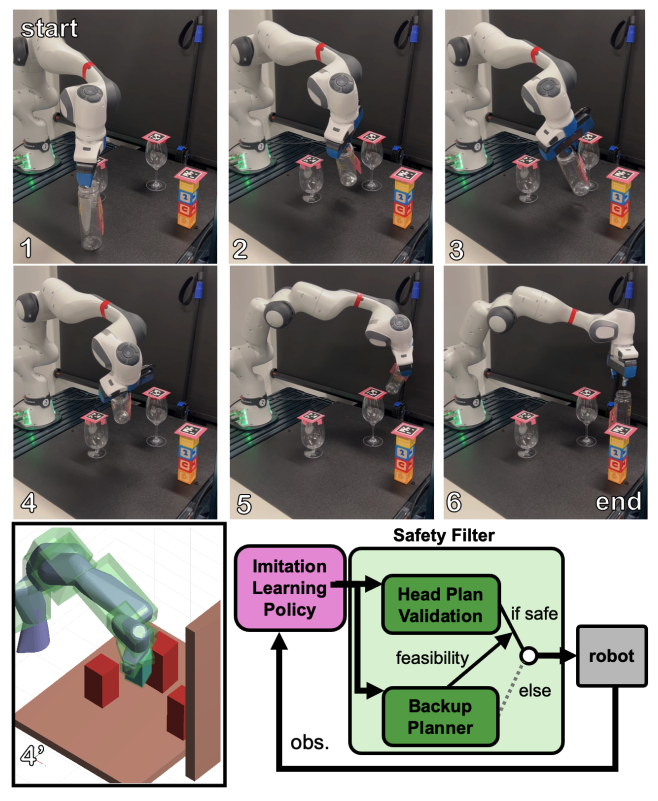 start
1
2
3
4
5
6
end
4'
Safety Filter
Imitation
Learning
Policy
Head Plan
Validation
if safe
feasibility
robot
else
Backup
Planner
obs.